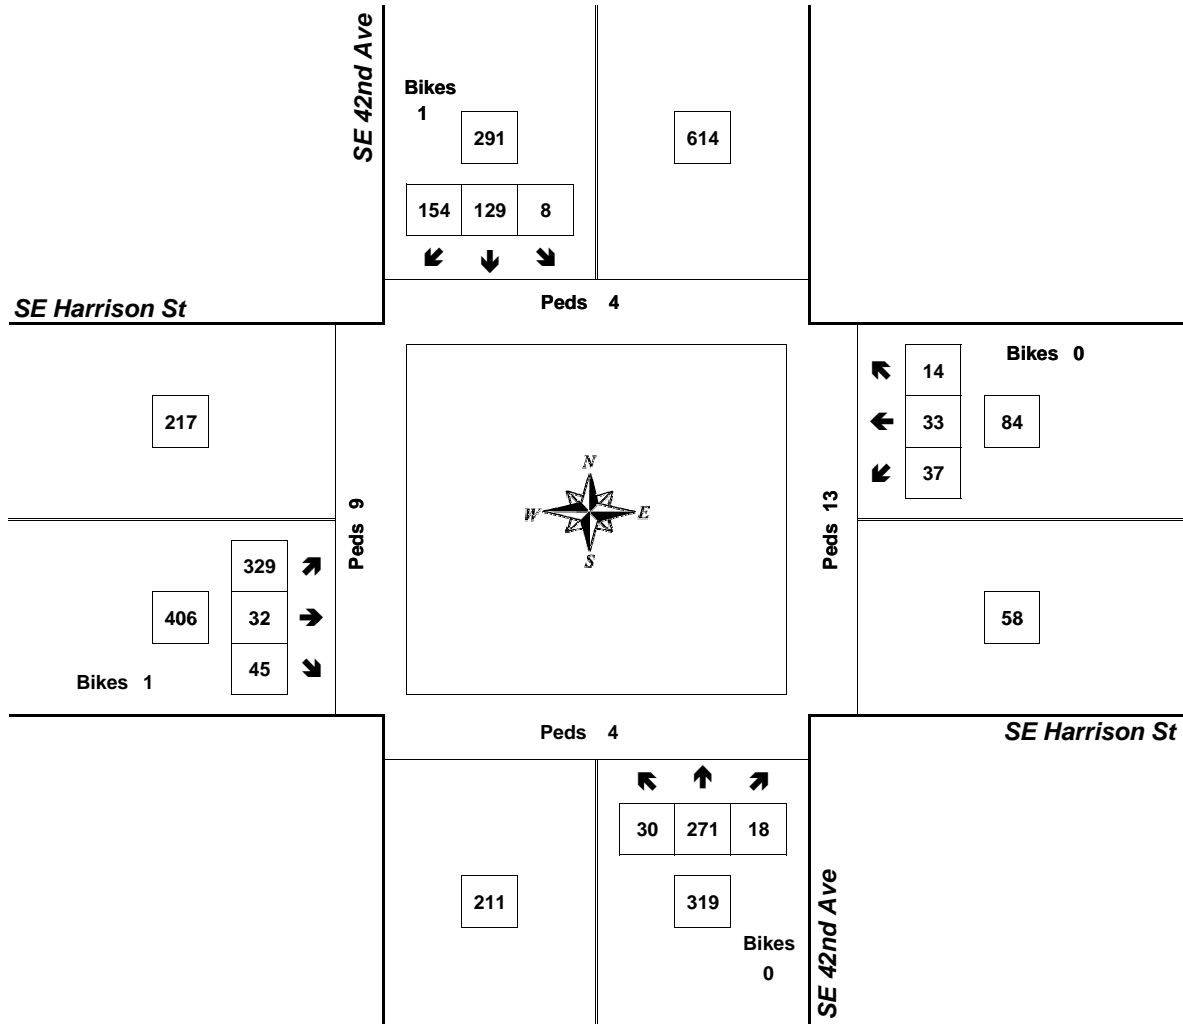 SE 42nd Ave
Bikes
1
291
614
154 129 8
SE Harrison St
Peds 4
Bikes 0
14
33
84
37
217
N
W E
S
Peds 9
Peds 13
329
406
32
45
Bikes 1
58
SE Harrison St
Peds 4
30 271 18
211
319
Bikes
0
SE 42nd Ave